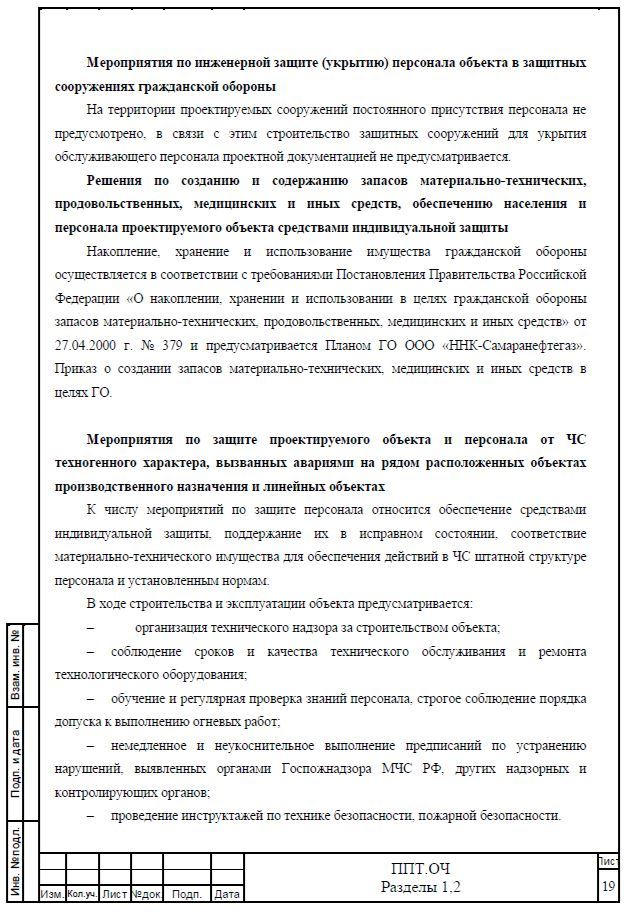 Мероприятия по инженерной защите (укрытию) персонала объекта в защитных
сооружениях гражданской обороны
На территории проектируемых сооружений постоянного присутствия персонала не
предусмотрено, в связи с этим строительство защитных сооружений для укрытия
обслуживающего персонала проектной документацией не предусматривается.
Решения по созданию и содержанию запасов материально-технических,
продовольственных, медицинских и иных средств, обеспечению населения и
персонала проектируемого объекта средствами индивидуальной защиты
Накопление, хранение и использование имущества гражданской обороны
осуществляется в соответствии с требованиями Постановления Правительства Российской
Федерации «О накоплении, хранении и использовании в целях гражданской обороны
запасов материально-технических, продовольственных, медицинских и иных средств» от
27.04.2000 г. № 379 и предусматривается Планом ГО ООО «ННК-Самаранефтегаз».
Приказ о создании запасов материально-технических, медицинских и иных средств в
целях ГО.
Мероприятия по защите проектируемого объекта и персонала от ЧС
техногенного характера, вызванных авариями на рядом расположенных объектах
производственного назначения и линейных объектах
К числу мероприятий по защите персонала относится обеспечение средствами
индивидуальной защиты, поддержание их в исправном состоянии, соответствие
материально-технического имущества для обеспечения действий в ЧС штатной структуре
персонала и установленным нормам.
В ходе строительства и эксплуатации объекта предусматривается:
– организация технического надзора за строительством объекта;
– соблюдение сроков и качества технического обслуживания и ремонта
технологического оборудования;
– обучение и регулярная проверка знаний персонала, строгое соблюдение порядка
допуска к выполнению огневых работ;
– немедленное и неукоснительное выполнение предписаний по устранению
нарушений, выявленных органами Госпожнадзора МЧС РФ, других надзорных и
контролирующих органов;
– проведение инструктажей по технике безопасности, пожарной безопасности.
Взам. инв. №
Подп. и дата
Инв. №подл.
Изм. Кол.уч. Лист №док. Подп. Дата
ППТ.ОЧ
Разделы 1,2
Лист
19